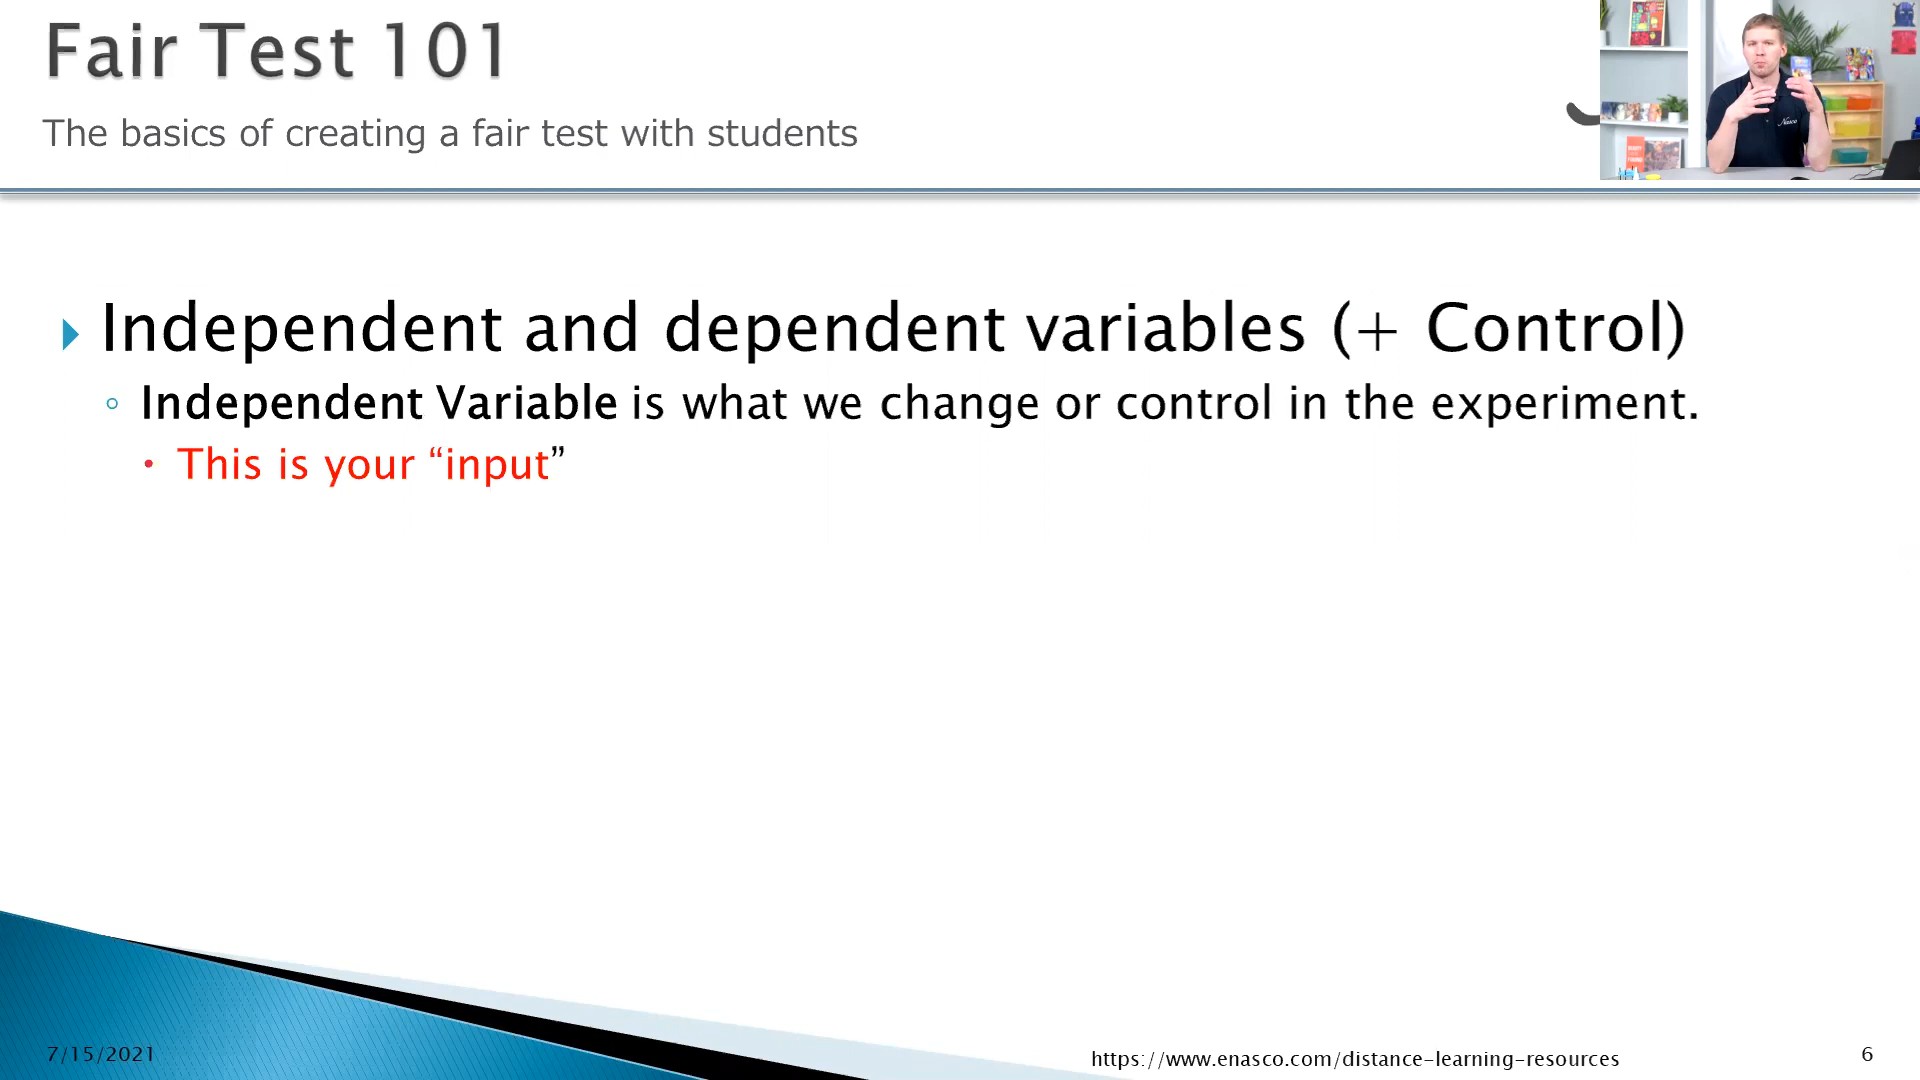 Fair Test 101
The basics of creating a fair test with students
Nasco
Independent and dependent variables (+ Control)
Independent Variable is what we change or control in the experiment.
This is your “input”
7/15/2021
https://www.enasco.com/distance-learning-resources
6